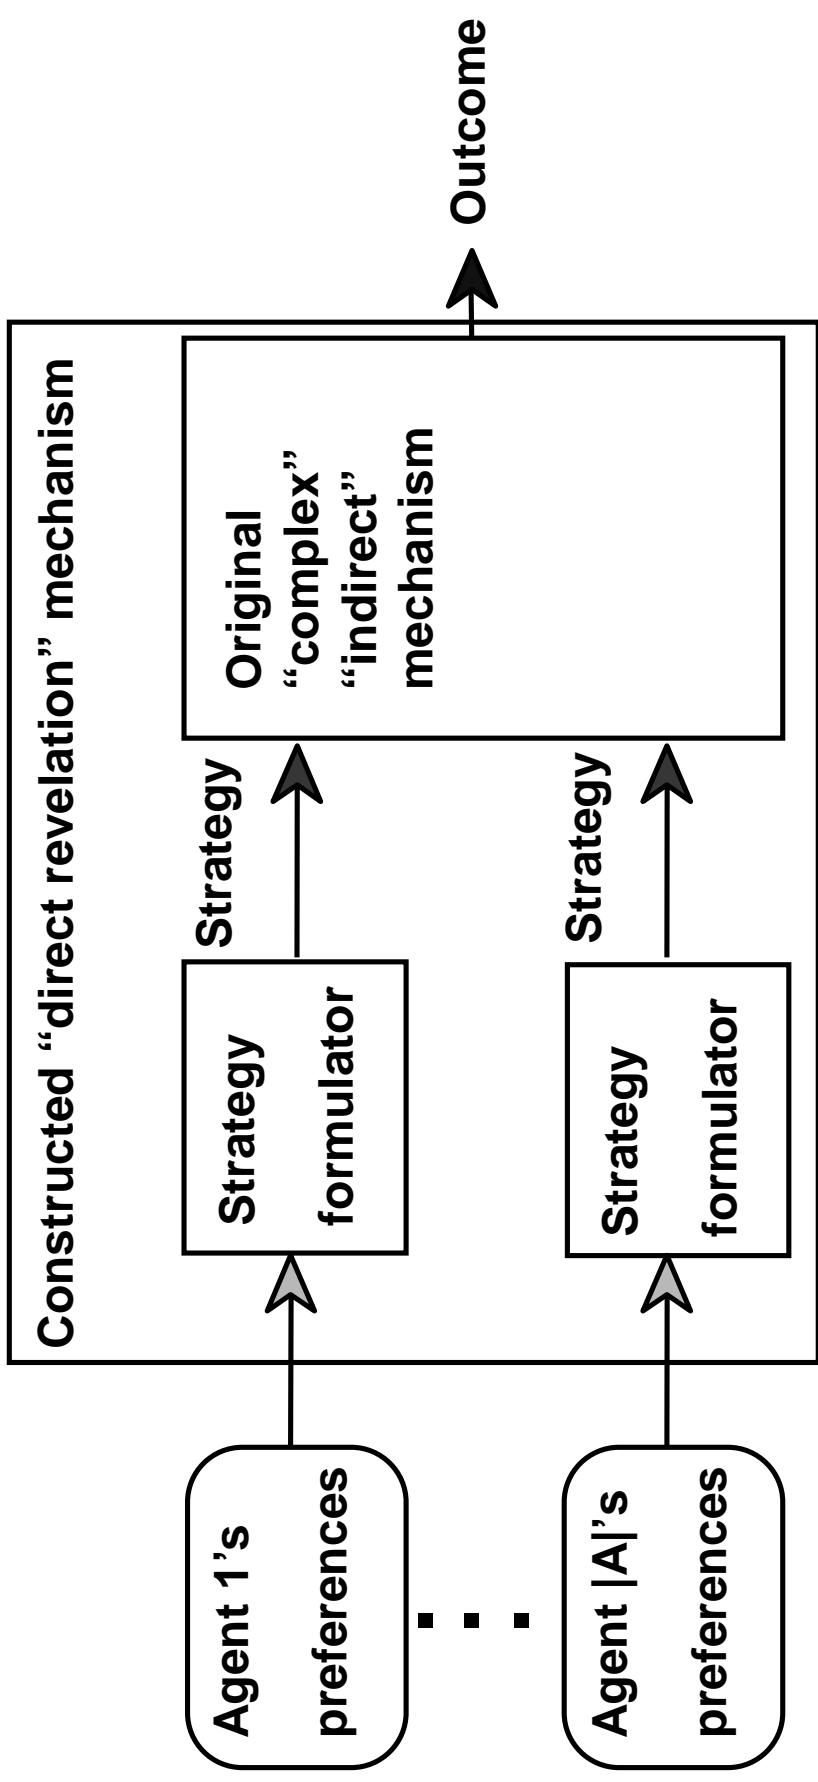 Constructed “direct revelation” mechanism
Agent 1’s
preferences
Strategy
formulator
Strategy
Original
“complex”
“indirect”
mechanism
Outcome
Agent |A|’s
preferences
Strategy
formulator
Strategy